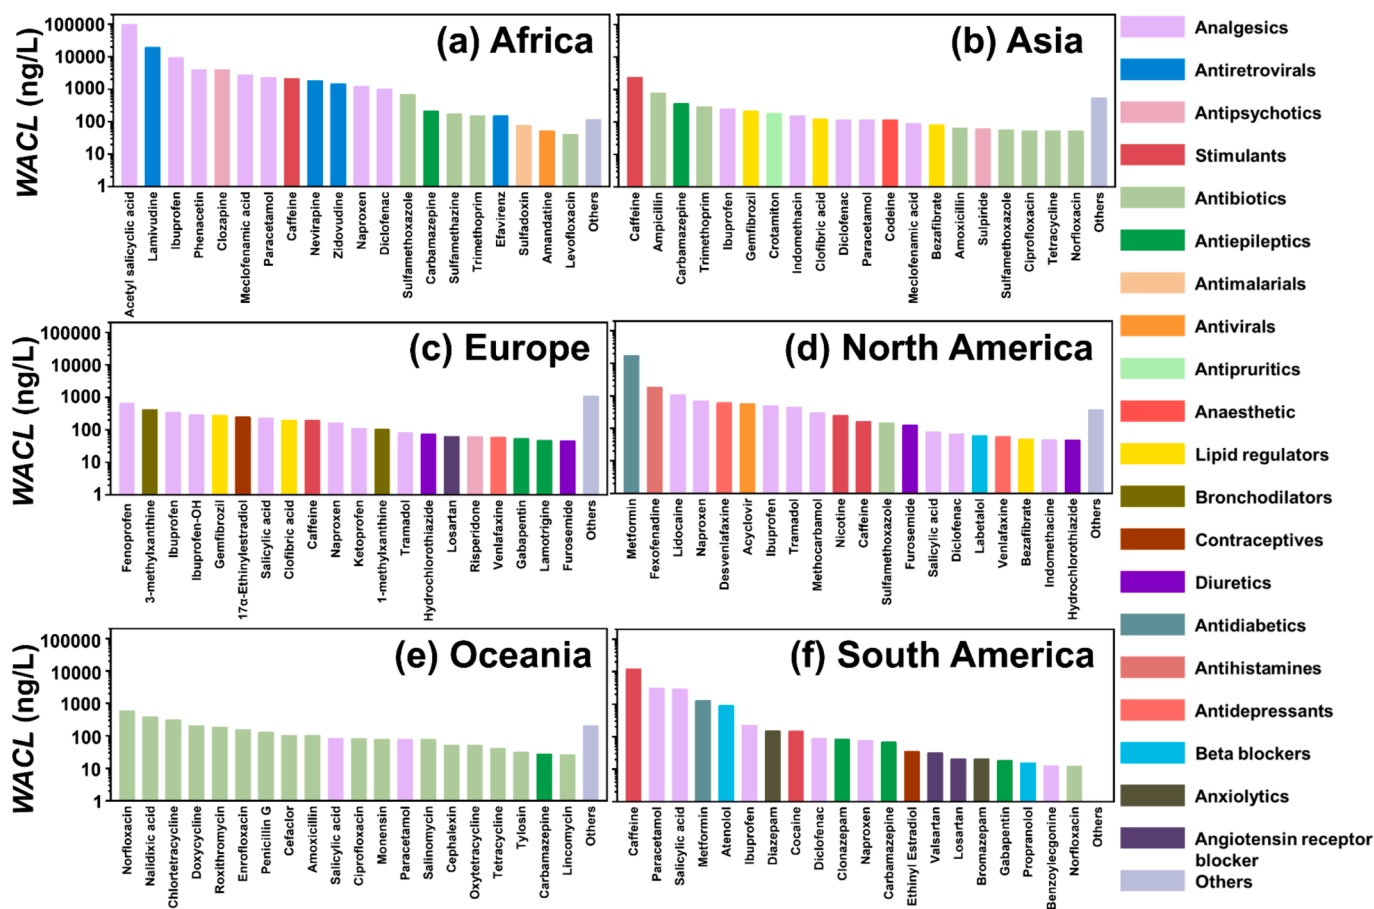 (a) Africa
WACL (ng/L)
100000
10000
1000
100
10
1
Acetyl salicyclic acid
Lamivudine
Ibuprofen
Phenacetin
Clozapine
Meclofenamic acid
Paracetamol
Caffeine
Nevirapine
Zidovudine
Naproxen
Diclofenac
Sulfamethoxazole
Carbamezepine
Sulfamethazine
Trimethoprim
Efavirenz
Sulfadoxin
Amandatine
Levofloxacin
Others
(b) Asia
Caffeine
Ampicillin
Carbamazepine
Trimethoprim
Ibuprofen
Gemfibrozil
Crotamiton
Indomethacin
Clofibric acid
Diclofenac
Paracetamol
Codeine
Meclofenamic acid
Bezafibrate
Amoxicillin
Sulpiride
Sulfamethoxazole
Ciprofloxacin
Tetracycline
Norfloxacin
Others
(c) Europe
WACL (ng/L)
100000
10000
1000
100
10
1
Fenoprofen
3-methylxanthine
Ibuprofen
Ibuprofen-OH
Gemfibrozil
17α-Ethinylestradiol
Salicylic acid
Clofibric acid
Caffeine
Naproxen
Ketoprofen
1-methylxanthine
Tramadol
Hydrochlorothiazide
Losartan
Risperidone
Venlafaxine
Gabapentin
Lamotrigine
Furosemide
Others
(d) North America
Metformin
Fexofenadine
Lidocaine
Naproxen
Desvenlafaxine
Acyclovir
Ibuprofen
Tramadol
Methocarbamol
Nicotine
Caffeine
Sulfamethoxazole
Furosemide
Salicylic acid
Diclofenac
Labetalol
Venlafaxine
Bezafibrate
Indomethacine
Hydrochlorothiazide
Others
(e) Oceania
WACL (ng/L)
100000
10000
1000
100
10
1
Norfloxacin
Nalidixic acid
Chlortetracycline
Doxycycline
Roxithromycin
Enrofloxacin
Penicillin G
Cefaclor
Amoxicillin
Salicylic acid
Ciprofloxacin
Monensin
Paracetamol
Salinomycin
Cephalexin
Oxytetracycline
Tetracycline
Tylosin
Carbamazepine
Lincomycin
Others
(f) South America
Caffeine
Paracetamol
Salicylic acid
Metformin
Atenolol
Ibuprofen
Diazepam
Cocaine
Diclofenac
Clonazepam
Naproxen
Carbamazepine
Ethinyl Estradiol
Valsartan
Losartan
Bromazepam
Gabapentin
Propranolol
Benzoylecgonine
Norfloxacin
Others
Analgesics
Antiretrovirals
Antipsychotics
Stimulants
Antibiotics
Antiepileptics
Antimalarials
Antivirals
Antipruritics
Anaesthetic
Lipid regulators
Bronchodilators
Contraceptives
Diuretics
Antidiabetics
Antihistamines
Antidepressants
Beta blockers
Anxiolytics
Angiotensin receptor
blocker
Others